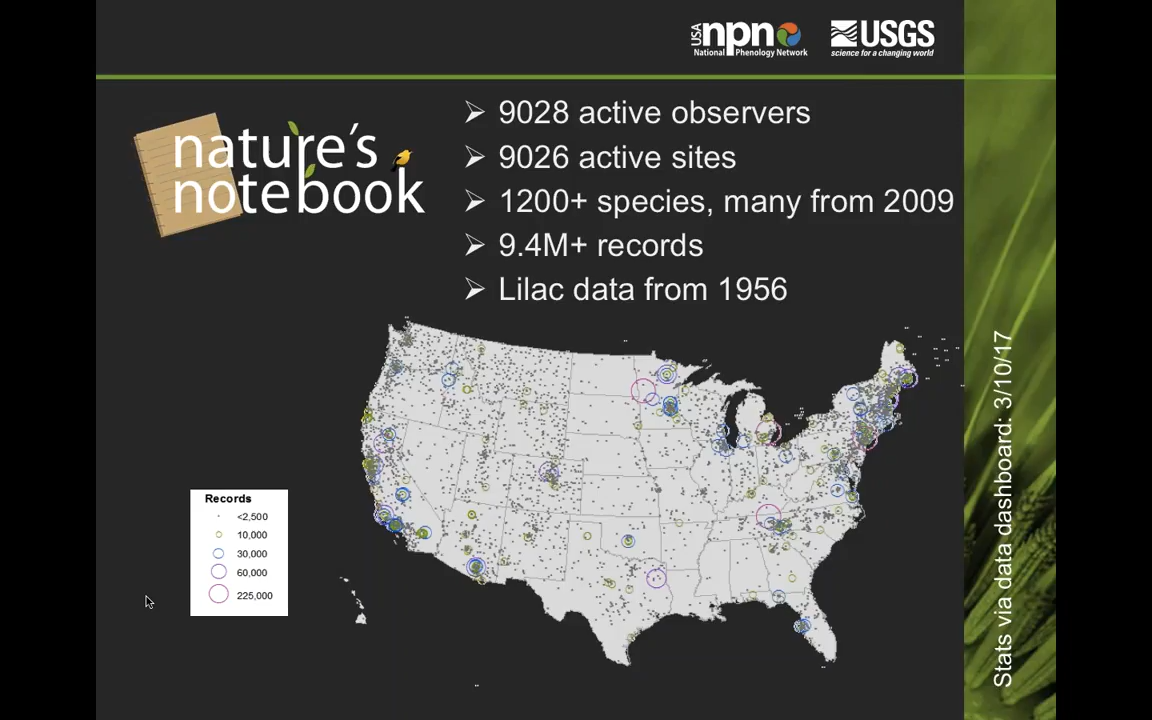 USA npn
National Phenology Network
USGS
science for a changing world
nature's
notebook
➢ 9028 active observers
➢ 9026 active sites
➢ 1200+ species, many from 2009
➢ 9.4M+ records
➢ Lilac data from 1956
Records
<2,500
10,000
30,000
60,000
225,000
Stats via data dashboard: 3/10/17